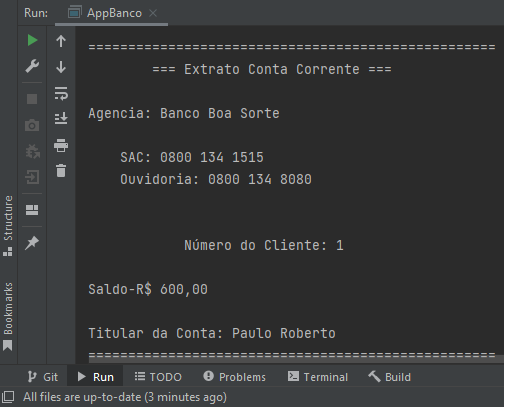 Run: AppBanco
===================================================
=== Extrato Conta Corrente ===
Agencia: Banco Boa Sorte
SAC: 0800 134 1515
Ouvidoria: 0800 134 8080
Número do Cliente: 1
Saldo-R$ 600,00
Titular da Conta: Paulo Roberto
===================================================
Structure
Bookmarks
Git Run TODO Problems Terminal Build
All files are up-to-date (3 minutes ago)